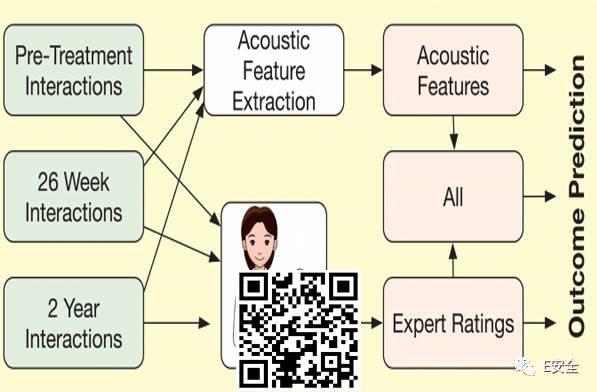 Pre-Treatment
Interactions
Acoustic
Feature
Extraction
Acoustic
Features
26 Week
Interactions
All
2 Year
Interactions
Expert Ratings
Outcome Prediction
E安全